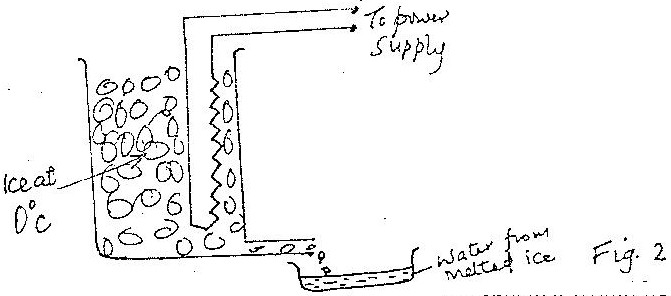 To power
Supply
Ice at
0°C
Water from
melted ice
Fig. 2